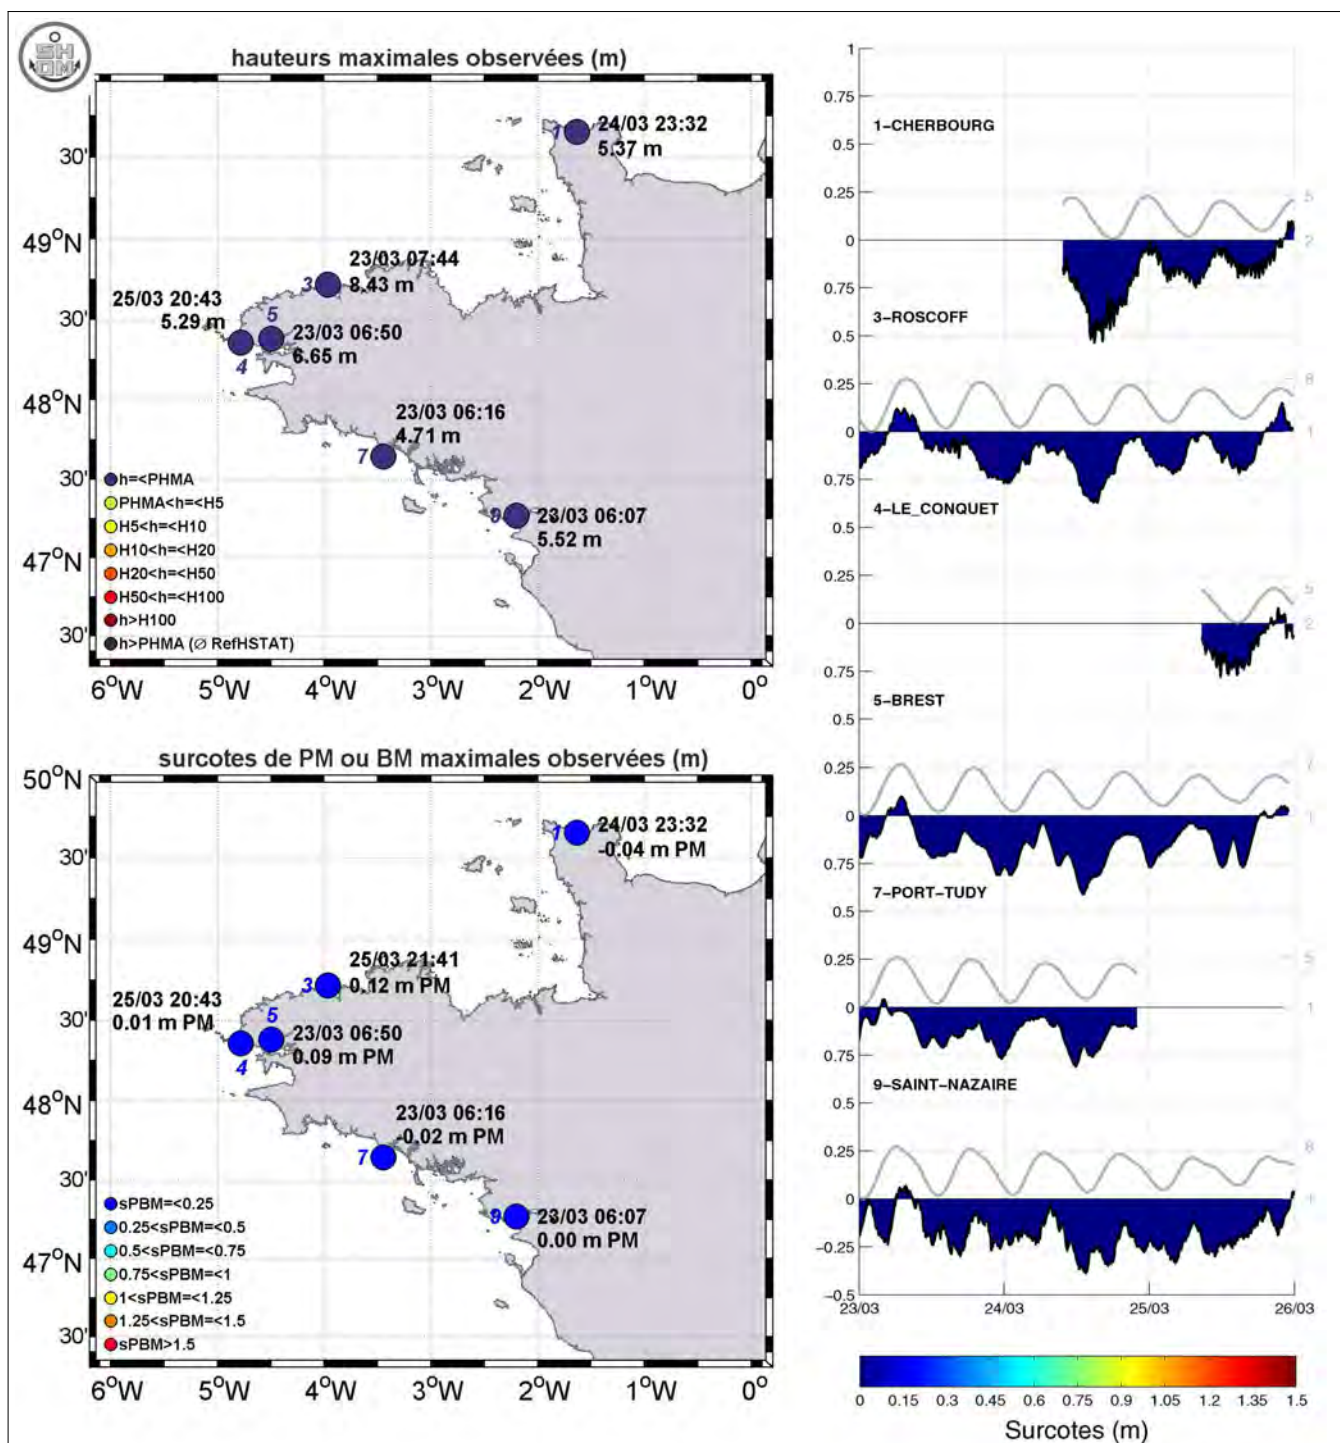 SH
OM
hauteurs maximales observées (m)
30'
49°N
30'
48°N
30'
47°N
30'
6°W
5°W
4°W
3°W
2°W
1°W
0°
1
24/03 23:32
5.37 m
23/03 07:44
3
8.43 m
25/03 20:43
5.29 m
5
23/03 06:50
6.65 m
4
23/03 06:16
4.71 m
7
9
23/03 06:07
5.52 m
h=<PHMA
PHMA<h=<H5
H5<h=<H10
H10<h=<H20
H20<h=<H50
H50<h=<H100
h>H100
h>PHMA (∅ RefHSTAT)
surcotes de PM ou BM maximales observées (m)
50°N
30'
49°N
30'
48°N
30'
47°N
30'
6°W
5°W
4°W
3°W
2°W
1°W
0°
1
24/03 23:32
-0.04 m PM
25/03 21:41
3
0.12 m PM
25/03 20:43
0.01 m PM
5
23/03 06:50
0.09 m PM
4
23/03 06:16
-0.02 m PM
7
9
23/03 06:07
0.00 m PM
sPBM=<0.25
0.25<sPBM=<0.5
0.5<sPBM=<0.75
0.75<sPBM=<1
1<sPBM=<1.25
1.25<sPBM=<1.5
sPBM>1.5
1
0.75
1-CHERBOURG
0.5
0.25
5
0
2
0.75
3-ROSCOFF
0.5
0.25
8
0
1
0.75
4-LE_CONQUET
0.5
0.25
5
0
2
0.75
5-BREST
0.5
0.25
7
0
1
0.75
7-PORT-TUDY
0.5
0.25
5
0
1
0.75
9-SAINT-NAZAIRE
0.5
0.25
8
0
1
-0.25
-0.5
23/03
24/03
25/03
26/03
0
0.15
0.3
0.45
0.6
0.75
0.9
1.05
1.2
1.35
1.5
Surcotes (m)